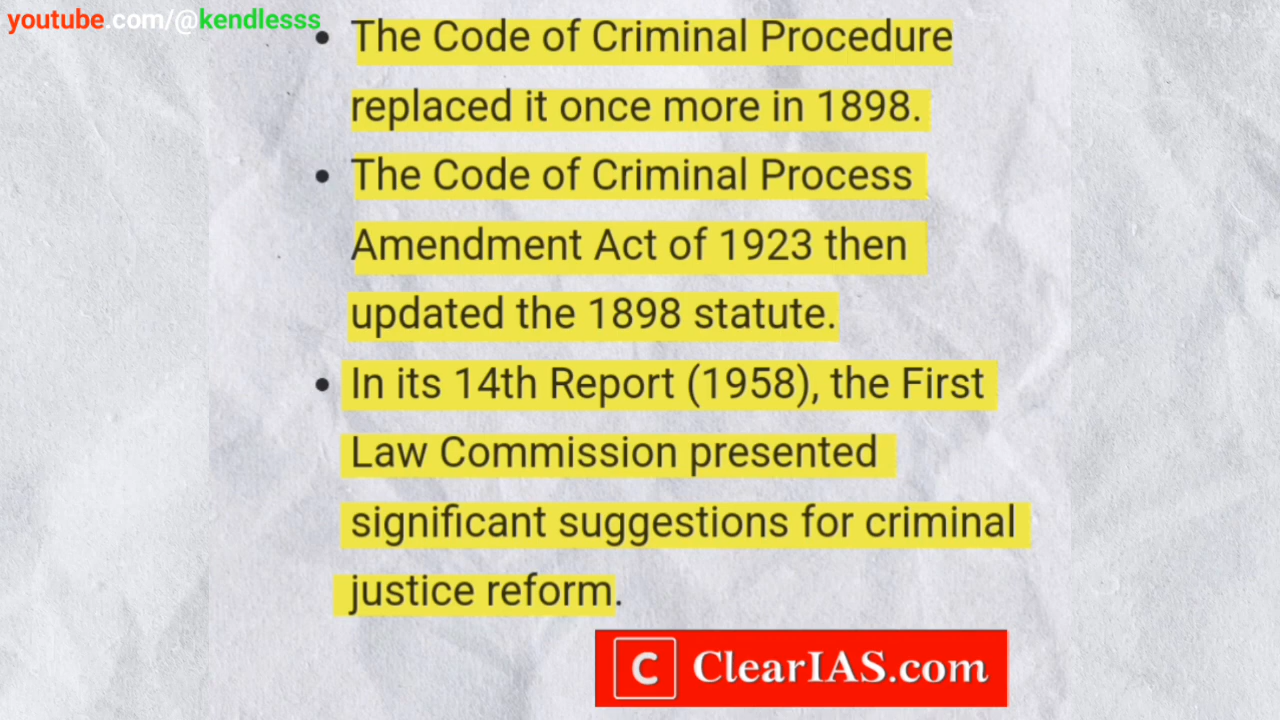 youtube.com/@kendlesss
• The Code of Criminal Procedure
replaced it once more in 1898.
• The Code of Criminal Process
Amendment Act of 1923 then
updated the 1898 statute.
• In its 14th Report (1958), the First
Law Commission presented
significant suggestions for criminal
justice reform.
C ClearIAS.com